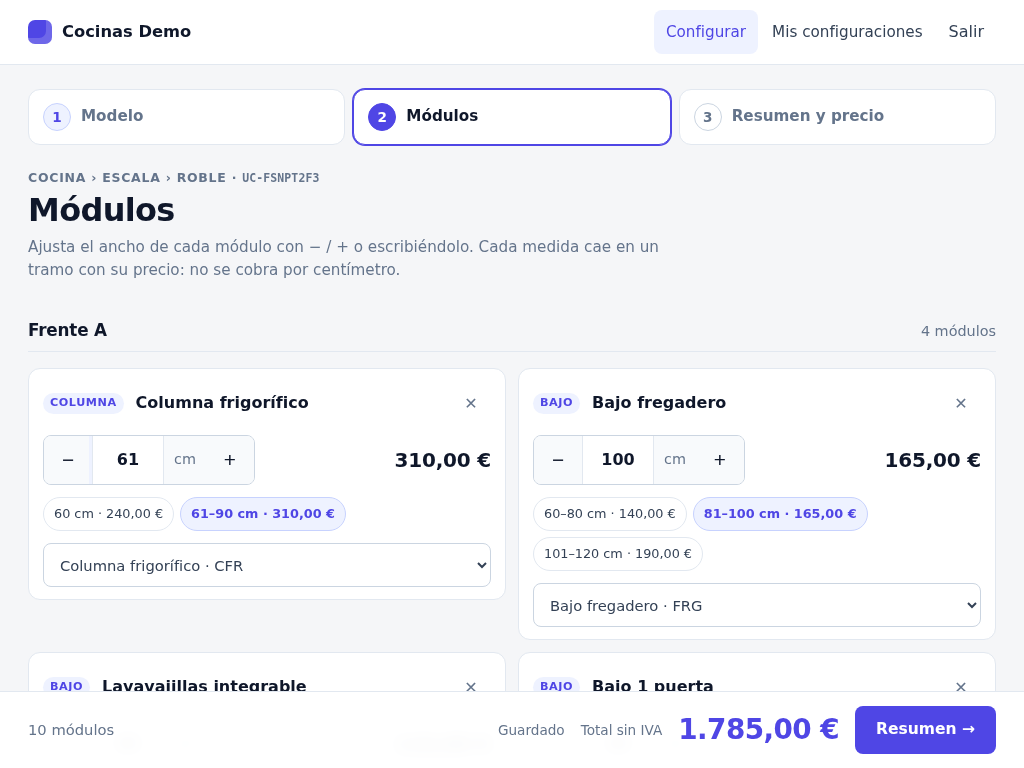 Cocinas Demo
Configurar
Mis configuraciones
Salir
1 Modelo
2 Módulos
3 Resumen y precio
COCINA › ESCALA › ROBLE · UC-FSNPT2F3
Módulos
Ajusta el ancho de cada módulo con − / + o escribiéndolo. Cada medida cae en un
tramo con su precio: no se cobra por centímetro.
Frente A
4 módulos
COLUMNA Columna frigorífico ✕
− 61 cm + 310,00 €
60 cm · 240,00 € 61–90 cm · 310,00 €
Columna frigorífico · CFR
BAJO Bajo fregadero ✕
− 100 cm + 165,00 €
60–80 cm · 140,00 € 81–100 cm · 165,00 €
101–120 cm · 190,00 €
Bajo fregadero · FRG
BAJO Lavavajillas integrable ✕
BAJO Bajo 1 puerta ✕
10 módulos
Guardado
Total sin IVA
1.785,00 €
Resumen →